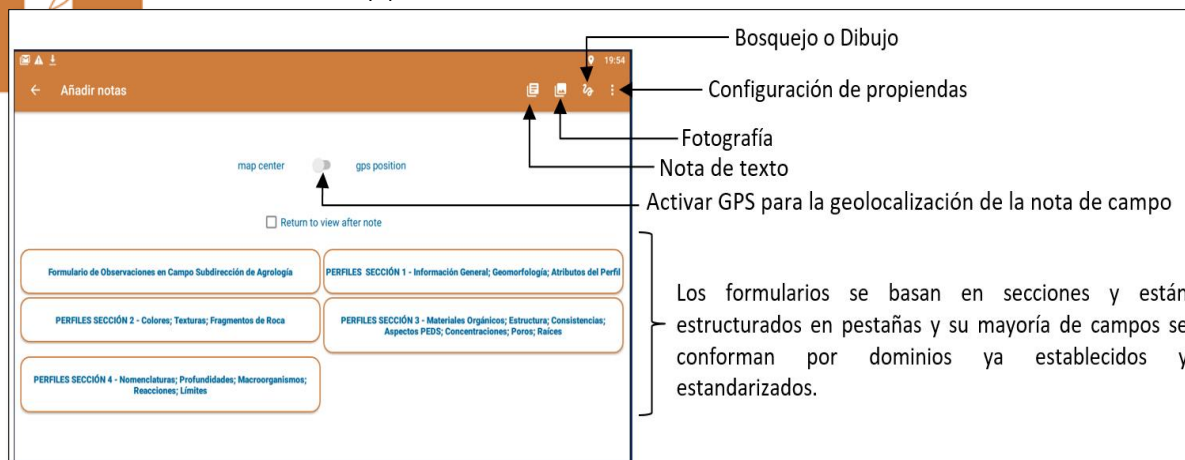 Bosquejo o Dibujo
19:54
Añadir notas
Configuración de propiendas
Fotografía
Nota de texto
map center
gps position
Activar GPS para la geolocalización de la nota de campo
Return to view after note
Formulario de Observaciones en Campo Subdirección de Agrología
PERFILES SECCIÓN 1 - Información General; Geomorfología; Atributos del Perfil
PERFILES SECCIÓN 2 - Colores; Texturas; Fragmentos de Roca
PERFILES SECCIÓN 3 - Materiales Orgánicos; Estructura; Consistencias;
Aspectos PEDS; Concentraciones; Poros; Raíces
PERFILES SECCIÓN 4 - Nomenclaturas; Profundidades; Macroorganismos;
Reacciones; Límites
Los formularios se basan en secciones y están
estructurados en pestañas y su mayoría de campos se
conforman por dominios ya establecidos y
estandarizados.